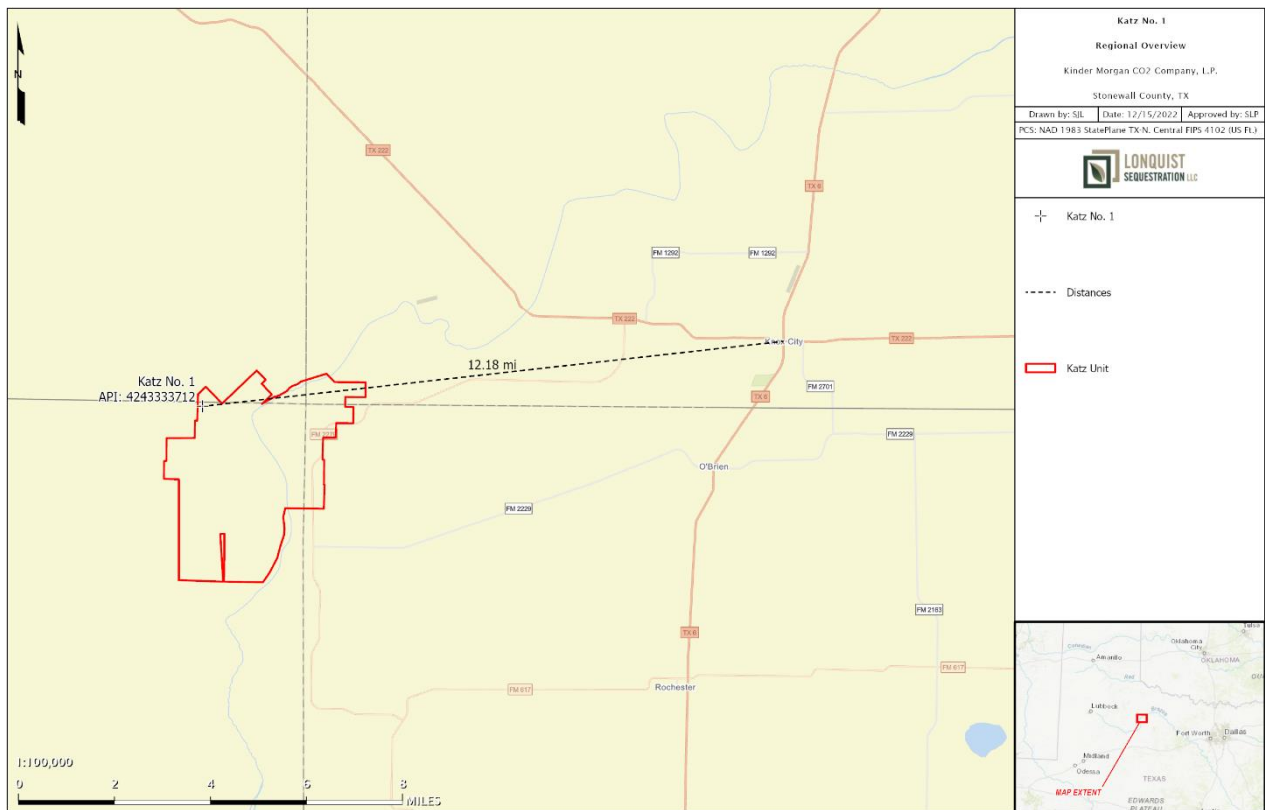 Katz No. 1
Regional Overview
Kinder Morgan CO2 Company, L.P.
Stonewall County, TX
Drawn by: SJL
Date: 12/15/2022
Approved by: SLP
PCS: NAD 1983 StatePlane TX-N. Central FIPS 4102 (US Ft.)
LONQUIST
SEQUESTRATION LLC
Katz No. 1
Distances
Katz Unit
N
TX 222
TX 6
FM 1292
FM 1292
TX 222
Knox City
TX 222
12.18 mi
Katz No. 1
API: 4243333712
FM 2701
TX 6
FM 2229
O'Brien
FM 2229
FM 2163
TX 6
FM 617
Rochester
FM 617
1:100,000
0 2 4 6 8
MILES
Tulsa
Oklahoma
City
OKLAHOMA
Amarillo
Red
Lubbock
Fort Worth
Dallas
Midland
Odessa
TEXAS
MAP EXTENT
EDWARDS
PLATEAU